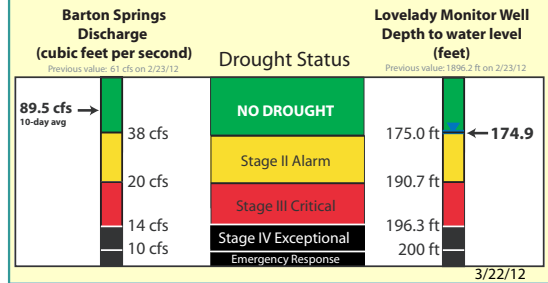 Barton Springs
Discharge
(cubic feet per second)
Previous value: 61 cfs on 2/23/12
Drought Status
Lovelady Monitor Well
Depth to water level
(feet)
Previous value: 1896.2 ft on 2/23/12
89.5 cfs
10-day avg
38 cfs
20 cfs
14 cfs
10 cfs
NO DROUGHT
Stage II Alarm
Stage III Critical
Stage IV Exceptional
Emergency Response
175.0 ft
174.9
190.7 ft
196.3 ft
200 ft
3/22/12